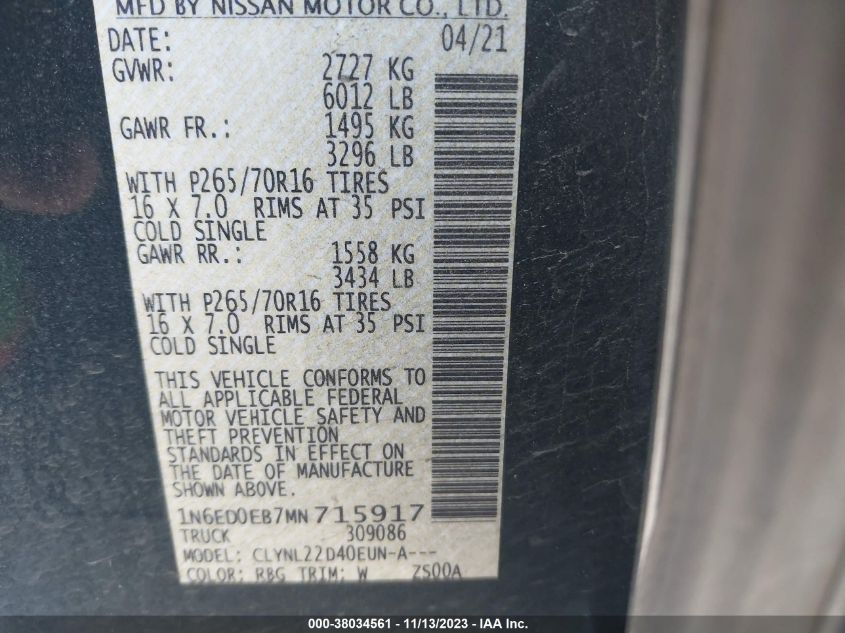 MFD BY NISSAN MOTOR CO., LTD.
DATE: 04/21
GVWR: 2727 KG
6012 LB
GAWR FR.: 1495 KG
3296 LB
WITH P265/70R16 TIRES
16 X 7.0 RIMS AT 35 PSI
COLD SINGLE
GAWR RR.: 1558 KG
3434 LB
WITH P265/70R16 TIRES
16 X 7.0 RIMS AT 35 PSI
COLD SINGLE
THIS VEHICLE CONFORMS TO
ALL APPLICABLE FEDERAL
MOTOR VEHICLE SAFETY AND
THEFT PREVENTION
STANDARDS IN EFFECT ON
THE DATE OF MANUFACTURE
SHOWN ABOVE.
1N6ED0EB7MN715917
TRUCK 309086
MODEL: CLYNL22D40EUN-A---
COLOR: RBG TRIM: W ZS00A
000-38034561 - 11/13/2023 - IAA Inc.